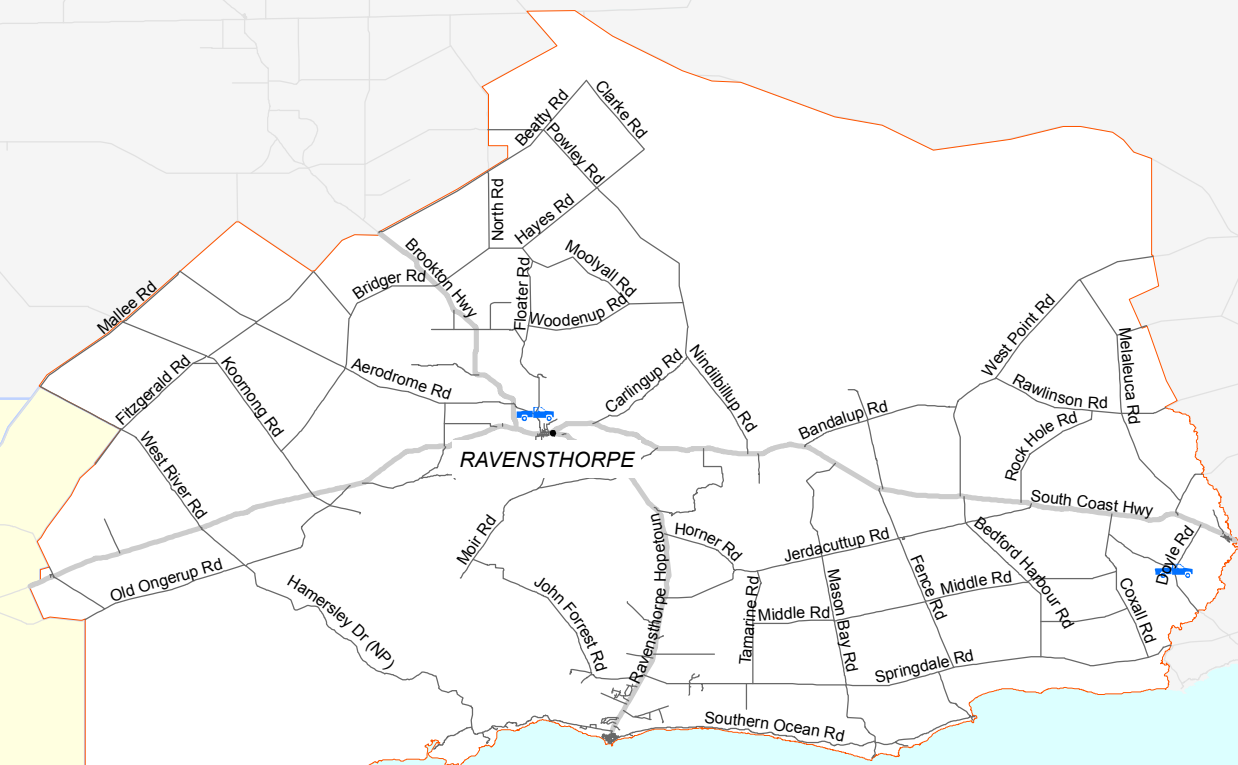 Clarke Rd
Beatty Rd
Powley Rd
North Rd
Hayes Rd
Brookton Hwy
Moolyall Rd
Bridger Rd
Floater Rd
Woodenup Rd
Mallee Rd
West Point Rd
Melaleuca Rd
Nindilbillup Rd
Carlingup Rd
Fitzgerald Rd
Koornong Rd
Aerodrome Rd
Rawlinson Rd
Bandalup Rd
Rock Hole Rd
RAVENSTHORPE
West River Rd
South Coast Hwy
Moir Rd
Ravensthorpe Hopetoun
Horner Rd
Jerdacuttup Rd
Bedford Harbour Rd
Doyle Rd
Old Ongerup Rd
Hamersley Dr (NP)
John Forrest Rd
Tamarine Rd
Middle Rd
Mason Bay Rd
Fence Rd
Middle Rd
Coxall Rd
Springdale Rd
Southern Ocean Rd